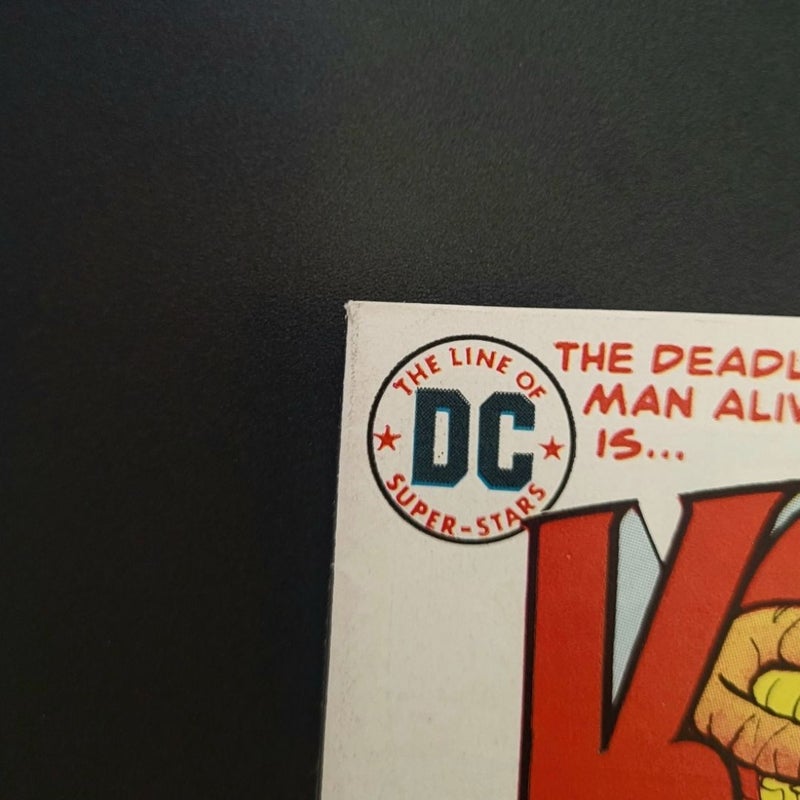 THE LINE OF
DC
SUPER-STARS
THE DEADL
MAN ALIV
IS...